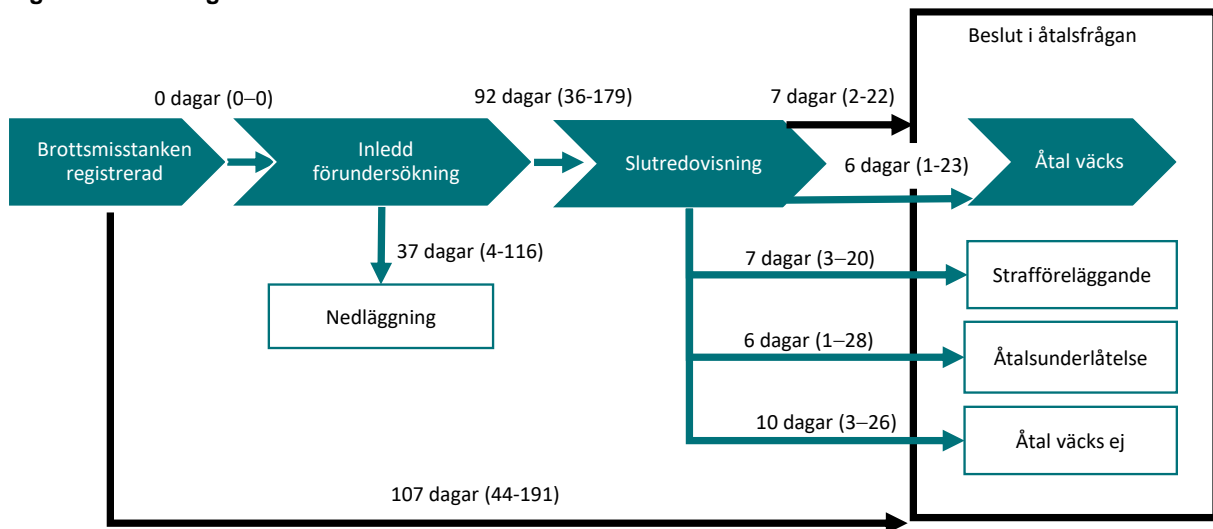 Beslut i åtalsfrågan
0 dagar (0–0)
92 dagar (36-179)
7 dagar (2-22)
Brottsmisstanken
registrerad
Inledd
förundersökning
Slutredovisning
6 dagar (1-23)
Åtal väcks
37 dagar (4-116)
Nedläggning
7 dagar (3–20)
Strafföreläggande
6 dagar (1–28)
Åtalsunderlåtelse
10 dagar (3–26)
Åtal väcks ej
107 dagar (44-191)